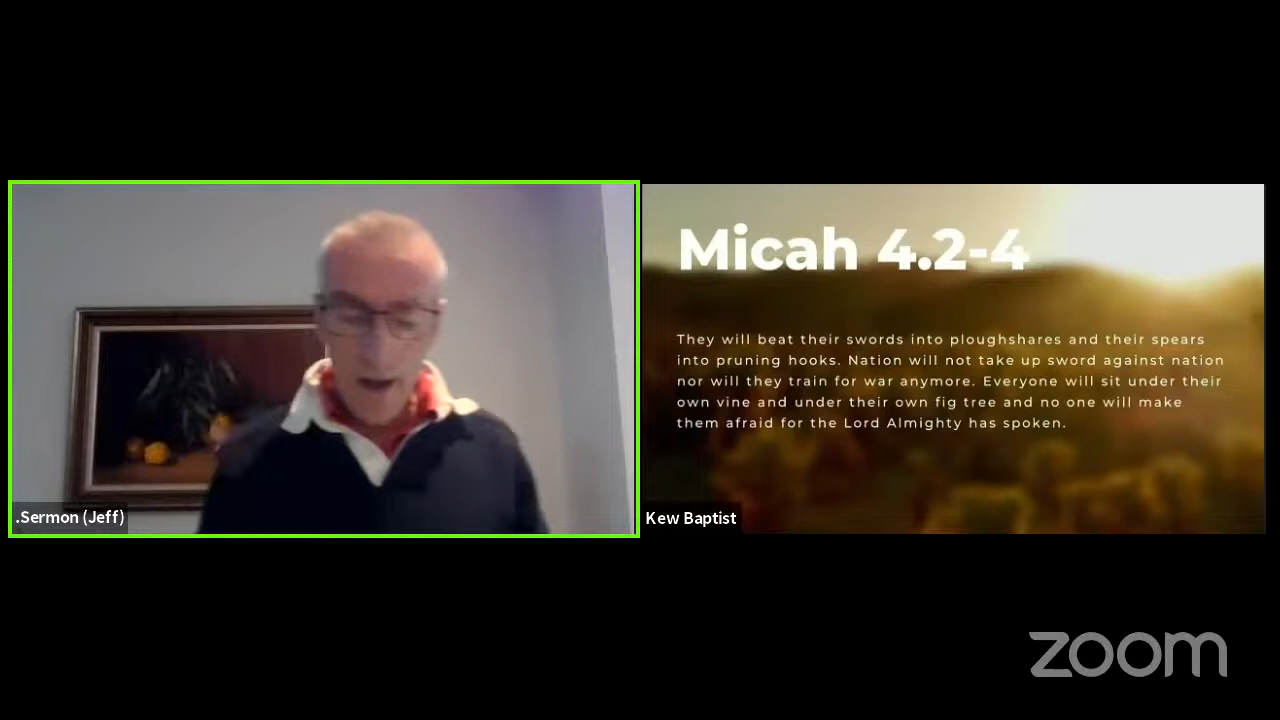 Micah 4.2-4
They will beat their swords into ploughshares and their spears
into pruning hooks. Nation will not take up sword against nation
nor will they train for war anymore. Everyone will sit under their
own vine and under their own fig tree and no one will make
them afraid for the Lord Almighty has spoken.
.Sermon (Jeff)
Kew Baptist
zoom